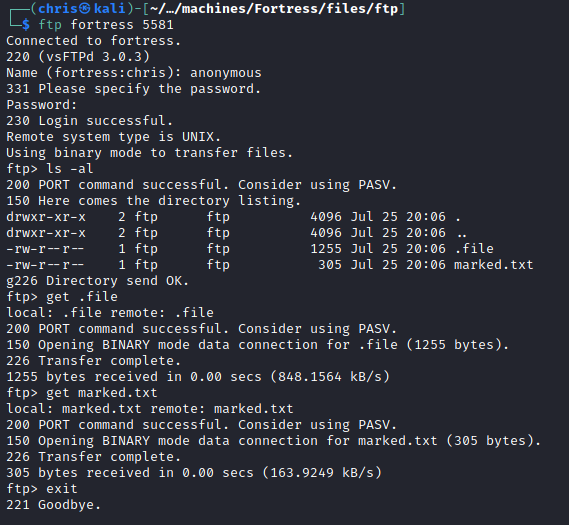 ┌──(chris㉿kali)-[~/…/machines/Fortress/files/ftp]
└─$ ftp fortress 5581
Connected to fortress.
220 (vsFTPd 3.0.3)
Name (fortress:chris): anonymous
331 Please specify the password.
Password:
230 Login successful.
Remote system type is UNIX.
Using binary mode to transfer files.
ftp> ls -al
200 PORT command successful. Consider using PASV.
150 Here comes the directory listing.
drwxr-xr-x    2 ftp      ftp          4096 Jul 25 20:06 .
drwxr-xr-x    2 ftp      ftp          4096 Jul 25 20:06 ..
-rw-r--r--    1 ftp      ftp          1255 Jul 25 20:06 .file
-rw-r--r--    1 ftp      ftp           305 Jul 25 20:06 marked.txt
g226 Directory send OK.
ftp> get .file
local: .file remote: .file
200 PORT command successful. Consider using PASV.
150 Opening BINARY mode data connection for .file (1255 bytes).
226 Transfer complete.
1255 bytes received in 0.00 secs (848.1564 kB/s)
ftp> get marked.txt
local: marked.txt remote: marked.txt
200 PORT command successful. Consider using PASV.
150 Opening BINARY mode data connection for marked.txt (305 bytes).
226 Transfer complete.
305 bytes received in 0.00 secs (163.9249 kB/s)
ftp> exit
221 Goodbye.